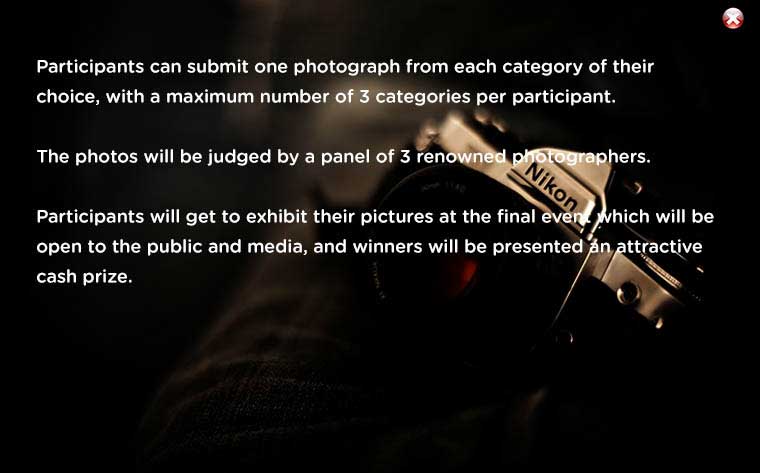 Participants can submit one photograph from each category of their
choice, with a maximum number of 3 categories per participant.
The photos will be judged by a panel of 3 renowned photographers.
Nikon
Participants will get to exhibit their pictures at the final event which will be
open to the public and media, and winners will be presented an attractive
cash prize.